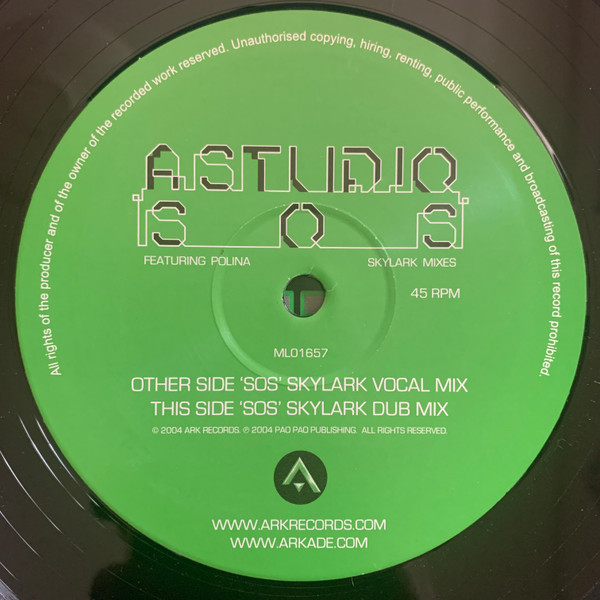 All rights of the producer and of the owner of the recorded work reserved. Unauthorised copying, hiring, renting, public performance and broadcasting of this record prohibited.
ASTUDIO
'SOS'
FEATURING POLINA SKYLARK MIXES
45 RPM
ML01657
OTHER SIDE 'SOS' SKYLARK VOCAL MIX
THIS SIDE 'SOS' SKYLARK DUB MIX
© 2004 ARK RECORDS. ℗ 2004 PAO PAO PUBLISHING. ALL RIGHTS RESERVED.
WWW.ARKRECORDS.COM
WWW.ARKADE.COM